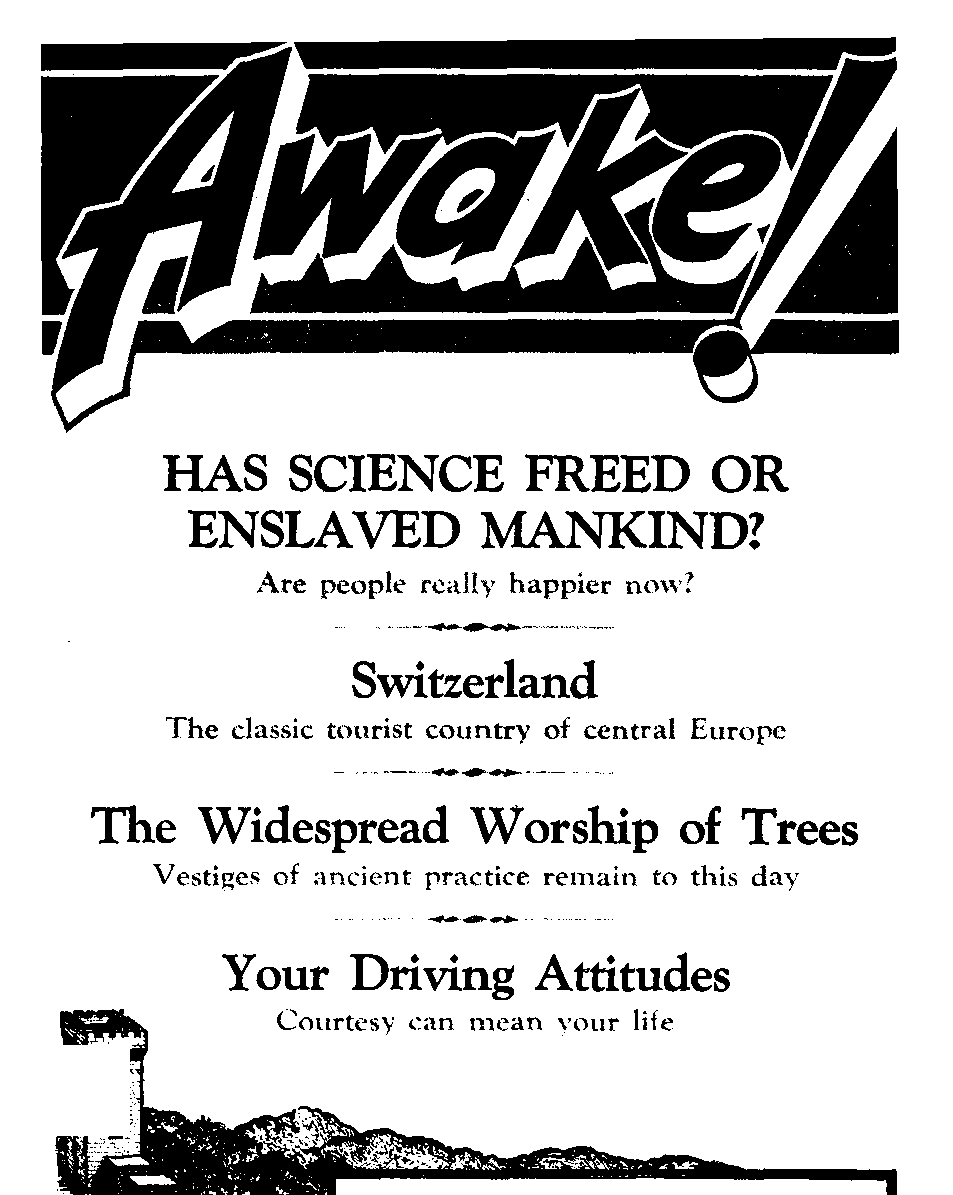 Awake!
HAS SCIENCE FREED OR
ENSLAVED MANKIND?
Are people really happier now?
Switzerland
The classic tourist country of central Europe
The Widespread Worship of Trees
Vestiges of ancient practice remain to this day
Your Driving Attitudes
Courtesy can mean your life